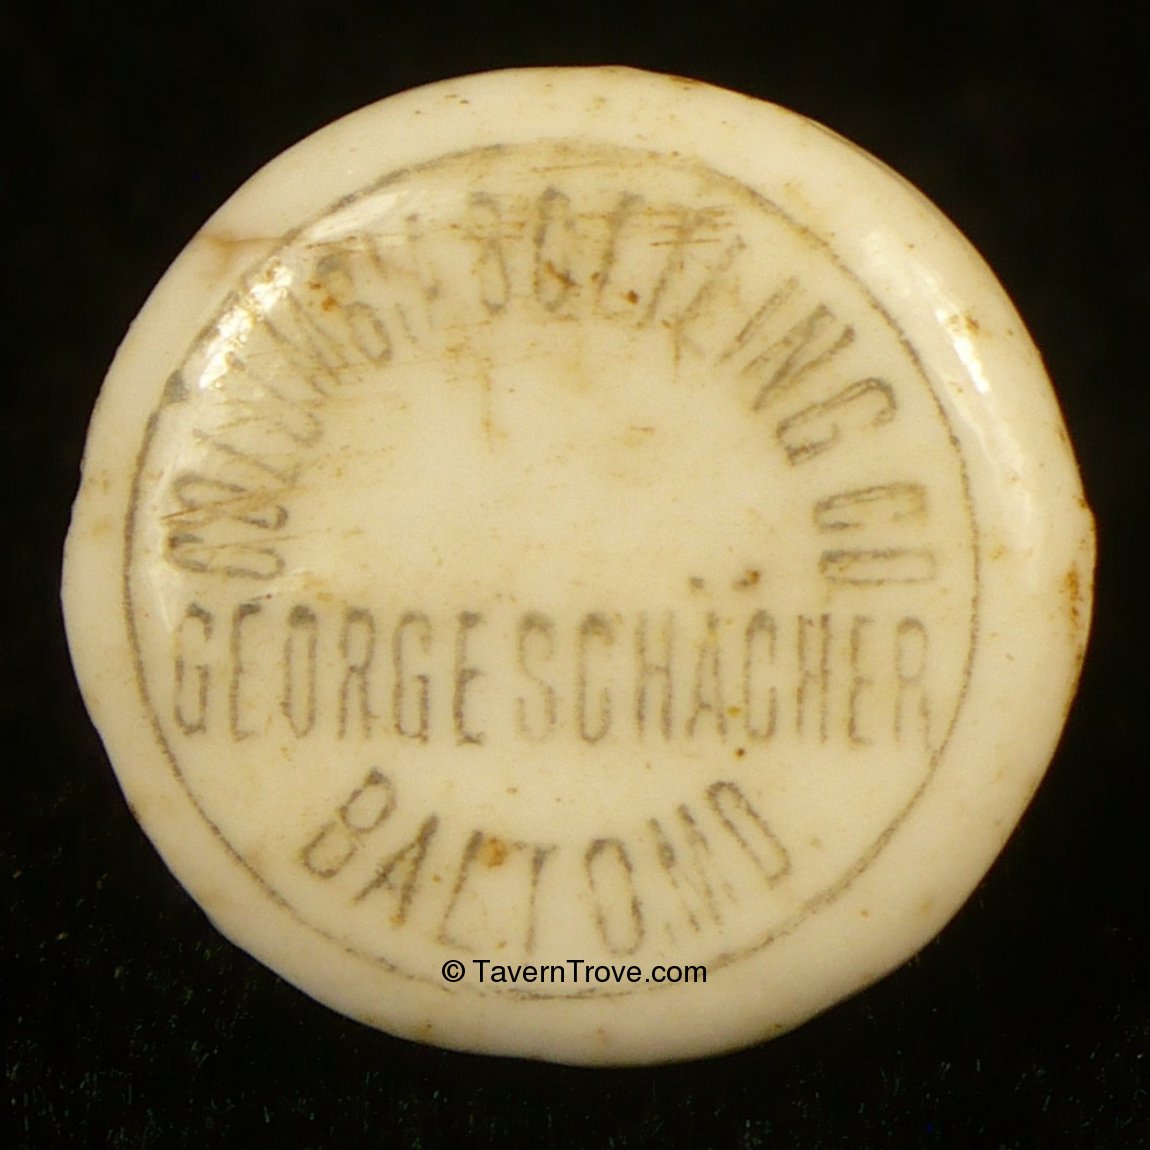 COLUMBIA BOTTLING CO
GEORGE SCHÄCHER
BALTO MD
© TavernTrove.com